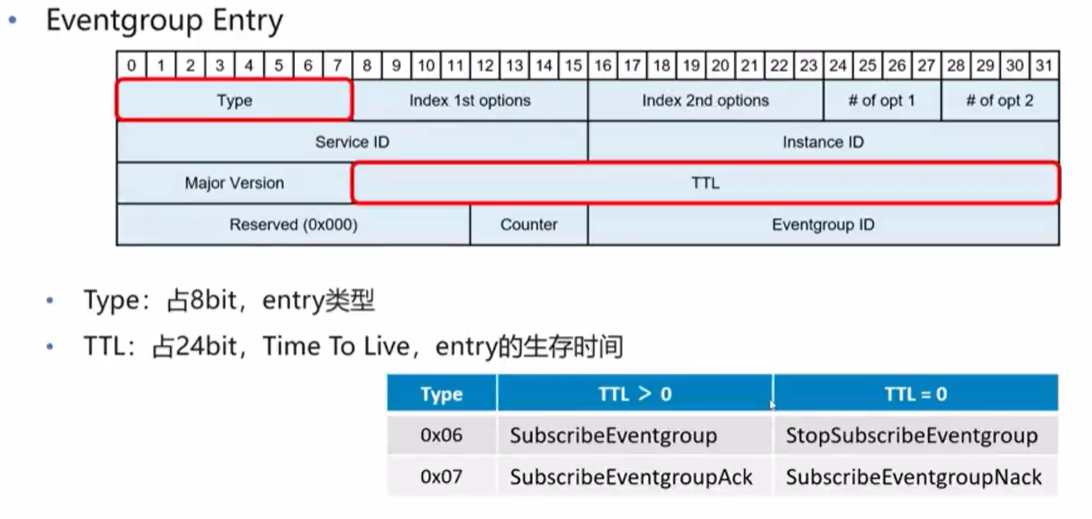 Eventgroup Entry
0 1 2 3 4 5 6 7 8 9 10 11 12 13 14 15 16 17 18 19 20 21 22 23 24 25 26 27 28 29 30 31
Type Index 1st options Index 2nd options # of opt 1 # of opt 2
Service ID Instance ID
Major Version TTL
Reserved (0x000) Counter Eventgroup ID
Type：占8bit，entry类型
TTL：占24bit，Time To Live，entry的生存时间
Type TTL > 0 TTL = 0
0x06 SubscribeEventgroup StopSubscribeEventgroup
0x07 SubscribeEventgroupAck SubscribeEventgroupNack